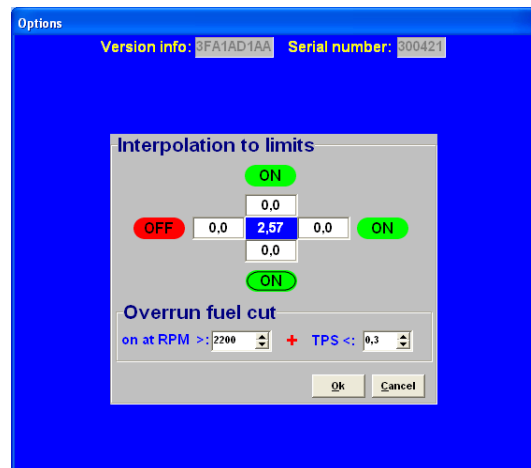 Options
Version info: 3FA1AD1AA Serial number: 300421
Interpolation to limits
ON
0,0
OFF 0,0 2,57 0,0 ON
0,0
ON
Overrun fuel cut
on at RPM >: 2200 + TPS <: 0,3
Ok Cancel